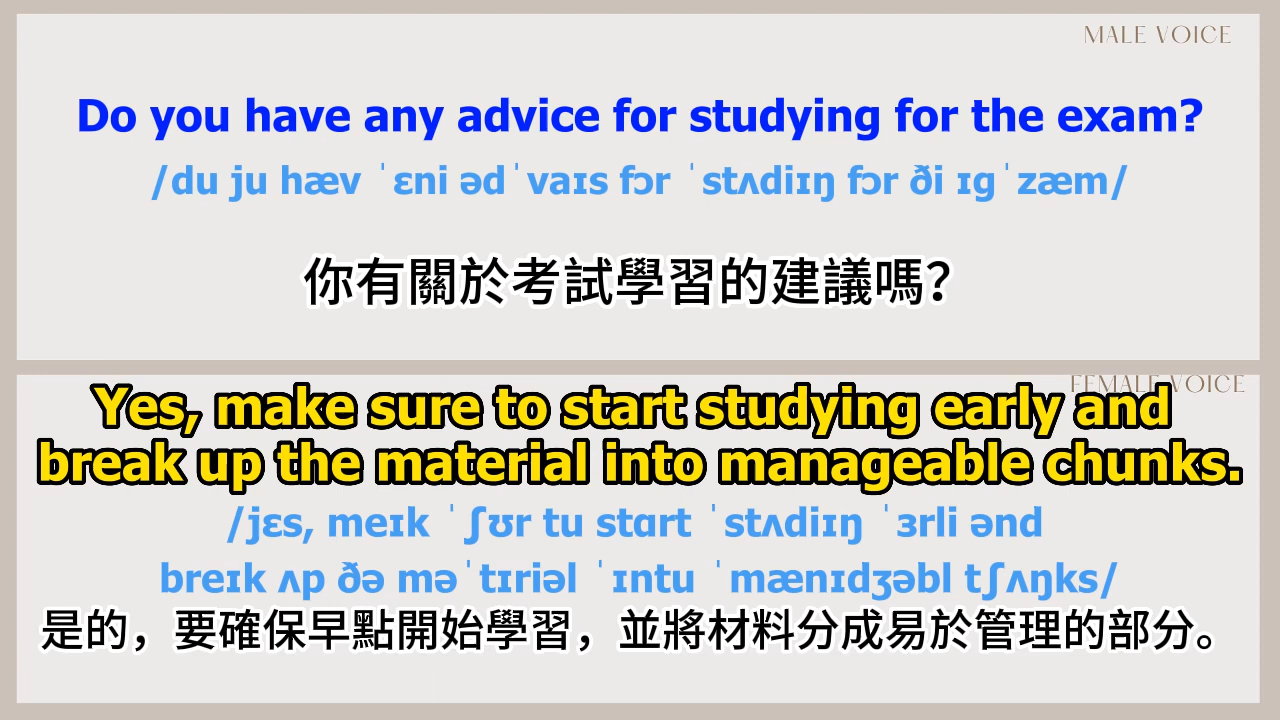 MALE VOICE
Do you have any advice for studying for the exam?
/du ju hæv ˈɛni ədˈvaɪs fɔr ˈstʌdiɪŋ fɔr ði ɪgˈzæm/
你有關於考試學習的建議嗎?
FEMALE VOICE
Yes, make sure to start studying early and
break up the material into manageable chunks.
/jɛs, meɪk ˈʃʊr tu stɑrt ˈstʌdiɪŋ ˈɜrli ənd
breɪk ʌp ðə məˈtɪriəl ˈɪntu ˈmænɪdʒəbl tʃʌŋks/
是的，要確保早點開始學習，並將材料分成易於管理的部分。